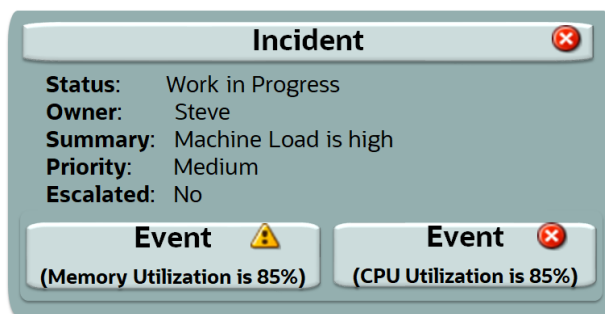 Incident
Status: Work in Progress
Owner: Steve
Summary: Machine Load is high
Priority: Medium
Escalated: No
Event
(Memory Utilization is 85%)
Event
(CPU Utilization is 85%)